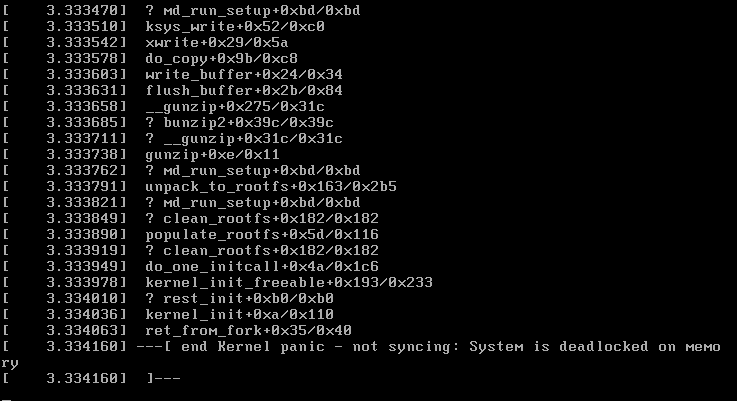 [    3.333470]  ? md_run_setup+0xbd/0xbd
[    3.333510]  ksys_write+0x52/0xc0
[    3.333542]  xwrite+0x29/0x5a
[    3.333578]  do_copy+0x9b/0xc8
[    3.333603]  write_buffer+0x24/0x34
[    3.333631]  flush_buffer+0x2b/0x84
[    3.333658]  __gunzip+0x275/0x31c
[    3.333685]  ? bunzip2+0x39c/0x39c
[    3.333711]  ? __gunzip+0x31c/0x31c
[    3.333738]  gunzip+0xe/0x11
[    3.333762]  ? md_run_setup+0xbd/0xbd
[    3.333791]  unpack_to_rootfs+0x163/0x2b5
[    3.333821]  ? md_run_setup+0xbd/0xbd
[    3.333849]  ? clean_rootfs+0x182/0x182
[    3.333890]  populate_rootfs+0x5d/0x116
[    3.333919]  ? clean_rootfs+0x182/0x182
[    3.333949]  do_one_initcall+0x4a/0x1c6
[    3.333978]  kernel_init_freeable+0x193/0x233
[    3.334010]  ? rest_init+0xb0/0xb0
[    3.334036]  kernel_init+0xa/0x110
[    3.334063]  ret_from_fork+0x35/0x40
[    3.334160] ---[ end Kernel panic - not syncing: System is deadlocked on memo
ry
[    3.334160]  ]---